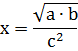 x = √(a · b) / c²